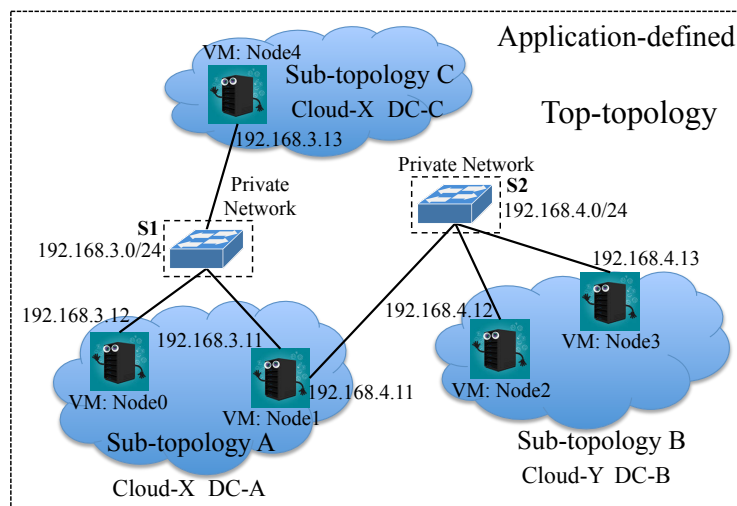 Application-defined
VM: Node4
Sub-topology C
Cloud-X DC-C
Top-topology
192.168.3.13
Private Network
Private
Network
S2
192.168.4.0/24
S1
192.168.3.0/24
192.168.4.13
192.168.3.12
192.168.4.12
192.168.3.11
VM: Node3
192.168.4.11
VM: Node2
VM: Node0
VM: Node1
Sub-topology A
Sub-topology B
Cloud-Y DC-B
Cloud-X DC-A